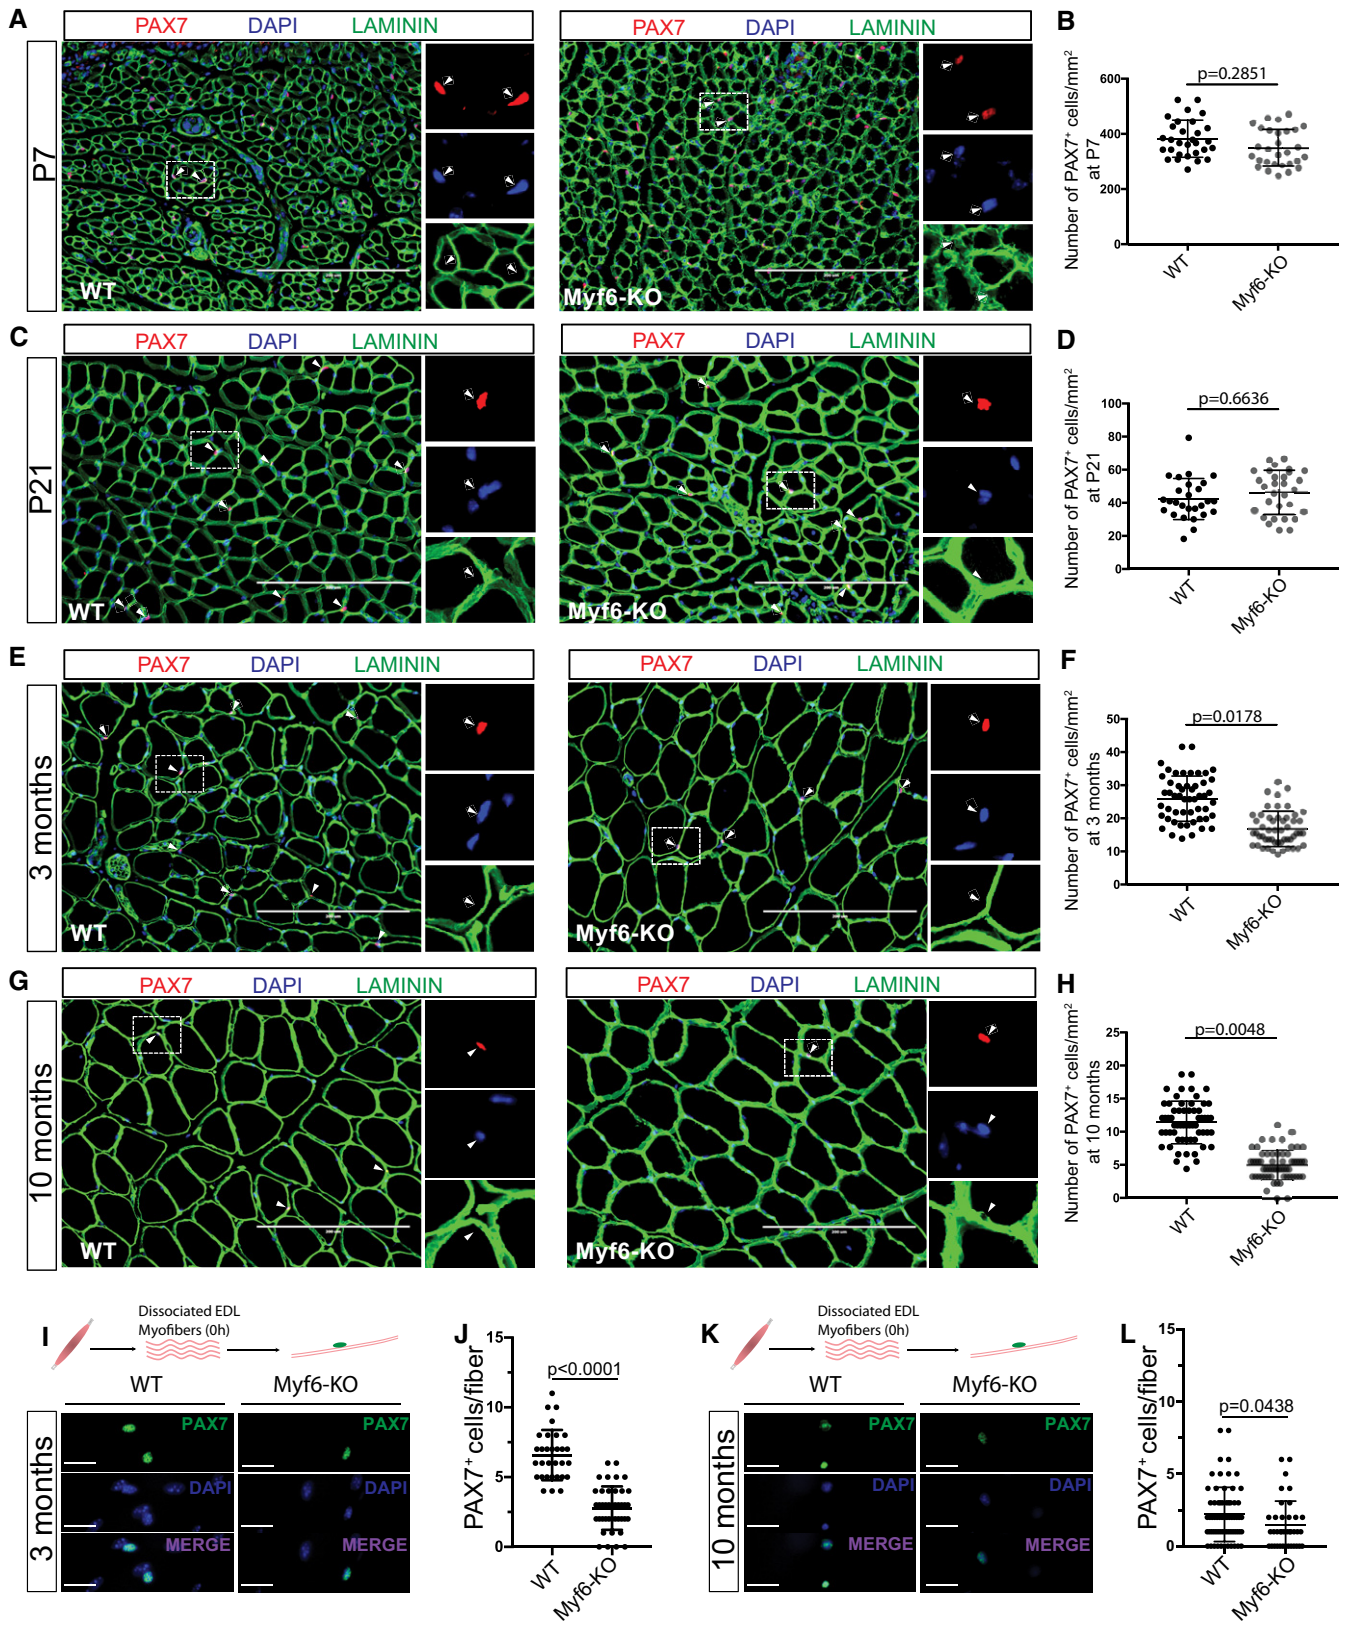 A
PAX7 DAPI LAMININ
PAX7 DAPI LAMININ
P7
WT
Myf6-KO
B
Number of PAX7⁺ cells/mm²
at P7
600
400
200
0
p=0.2851
WT
Myf6-KO
C
PAX7 DAPI LAMININ
PAX7 DAPI LAMININ
P21
WT
Myf6-KO
D
Number of PAX7⁺ cells/mm²
at P21
100
80
60
40
20
0
p=0.6636
WT
Myf6-KO
E
PAX7 DAPI LAMININ
PAX7 DAPI LAMININ
3 months
WT
Myf6-KO
F
Number of PAX7⁺ cells/mm²
at 3 months
50
40
30
20
10
0
p=0.0178
WT
Myf6-KO
G
PAX7 DAPI LAMININ
PAX7 DAPI LAMININ
10 months
WT
Myf6-KO
H
Number of PAX7⁺ cells/mm²
at 10 months
25
20
15
10
5
0
p=0.0048
WT
Myf6-KO
I
Dissociated EDL
Myofibers (0h)
WT
Myf6-KO
3 months
PAX7
PAX7
DAPI
DAPI
MERGE
MERGE
J
PAX7⁺ cells/fiber
15
10
5
0
p<0.0001
WT
Myf6-KO
K
Dissociated EDL
Myofibers (0h)
WT
Myf6-KO
10 months
PAX7
PAX7
DAPI
DAPI
MERGE
MERGE
L
PAX7⁺ cells/fiber
15
10
5
0
p=0.0438
WT
Myf6-KO